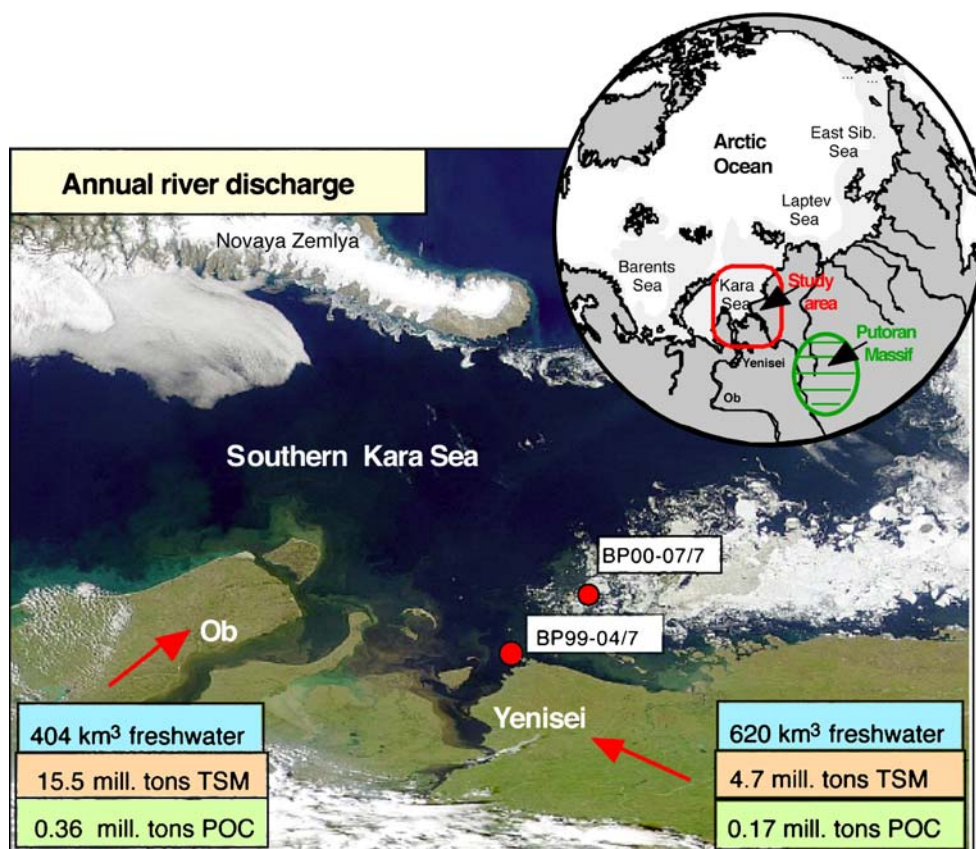 Annual river discharge
Novaya Zemlya
Southern Kara Sea
BP00-07/7
BP99-04/7
Ob
Yenisei
404 km³ freshwater
15.5 mill. tons TSM
0.36 mill. tons POC
620 km³ freshwater
4.7 mill. tons TSM
0.17 mill. tons POC
Arctic
Ocean
East Sib.
Sea
Laptev
Sea
Barents
Sea
Kara
Sea
Study
area
Putoran
Massif
Yenisei
Ob